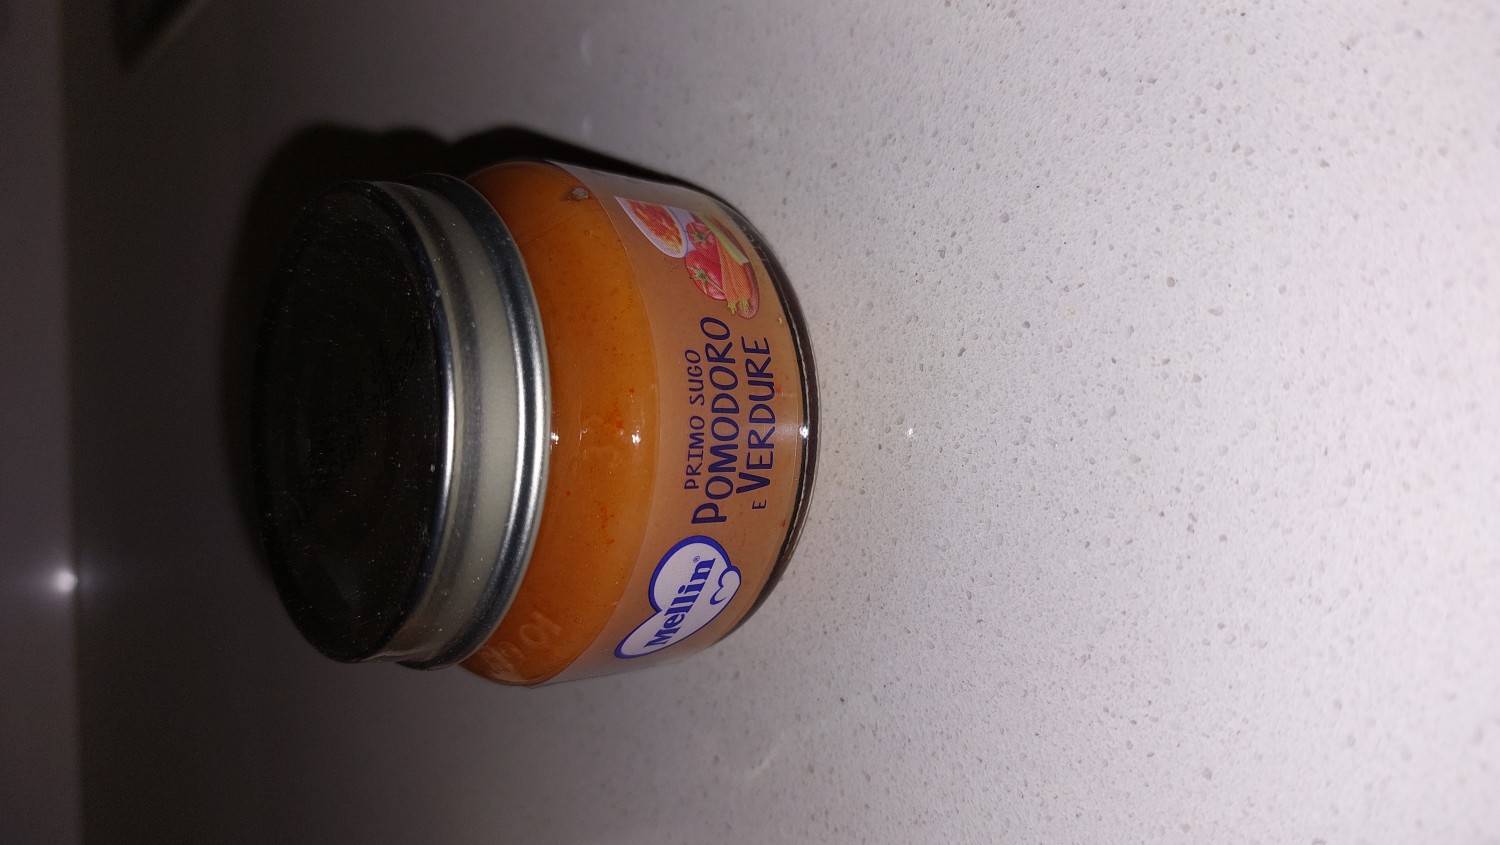 Mellin®
PRIMO SUGO
POMODORO
E VERDURE